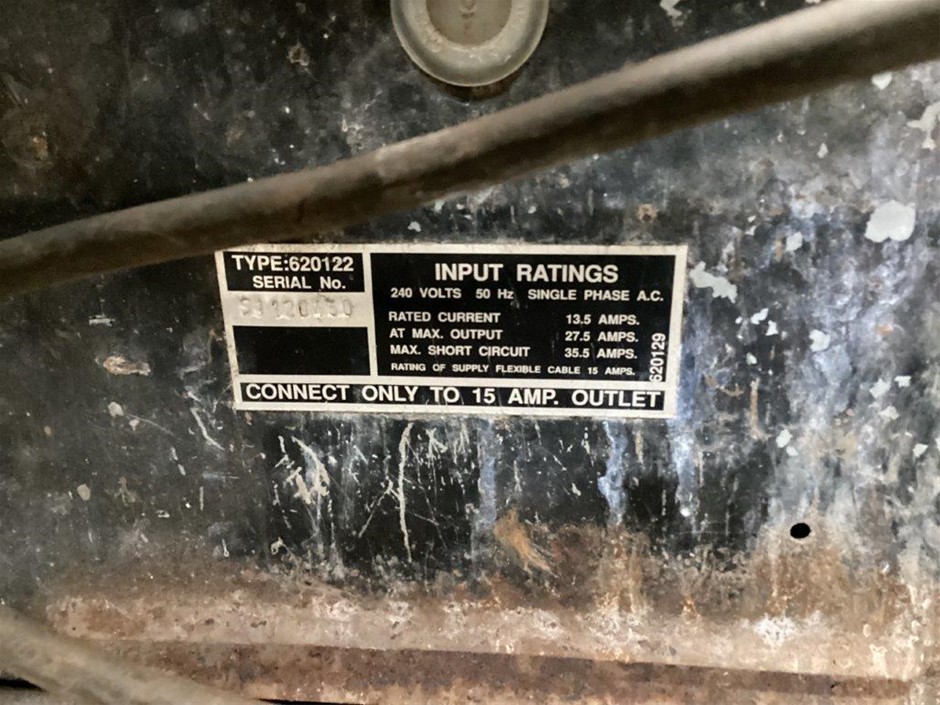 TYPE:620122
SERIAL No.
INPUT RATINGS
240 VOLTS 50 Hz SINGLE PHASE A.C.
RATED CURRENT 13.5 AMPS.
AT MAX. OUTPUT 27.5 AMPS.
MAX. SHORT CIRCUIT 35.5 AMPS.
RATING OF SUPPLY FLEXIBLE CABLE 15 AMPS.
620129
CONNECT ONLY TO 15 AMP. OUTLET